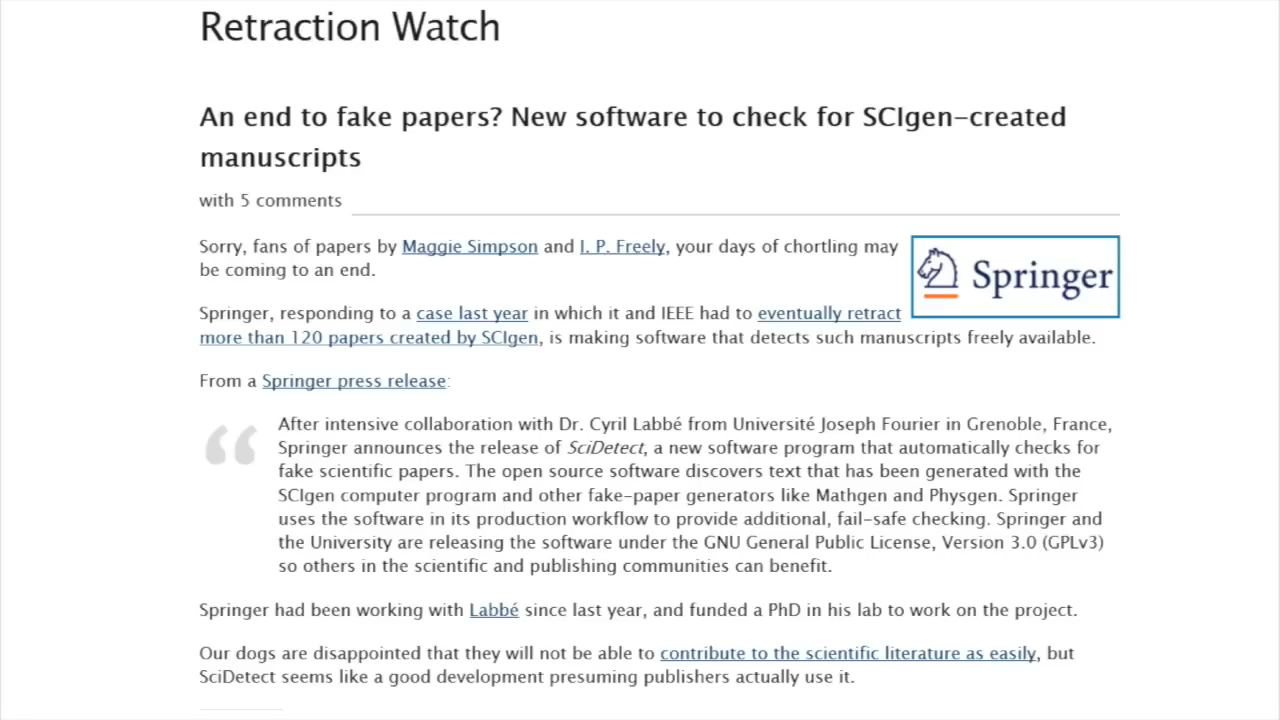 Retraction Watch
An end to fake papers? New software to check for SCIgen-created
manuscripts
with 5 comments
Sorry, fans of papers by Maggie Simpson and I. P. Freely, your days of chortling may
be coming to an end.
Springer
Springer, responding to a case last year in which it and IEEE had to eventually retract
more than 120 papers created by SCIgen, is making software that detects such manuscripts freely available.
From a Springer press release:
“
After intensive collaboration with Dr. Cyril Labbé from Université Joseph Fourier in Grenoble, France,
Springer announces the release of SciDetect, a new software program that automatically checks for
fake scientific papers. The open source software discovers text that has been generated with the
SCIgen computer program and other fake-paper generators like Mathgen and Physgen. Springer
uses the software in its production workflow to provide additional, fail-safe checking. Springer and
the University are releasing the software under the GNU General Public License, Version 3.0 (GPLv3)
so others in the scientific and publishing communities can benefit.
Springer had been working with Labbé since last year, and funded a PhD in his lab to work on the project.
Our dogs are disappointed that they will not be able to contribute to the scientific literature as easily, but
SciDetect seems like a good development presuming publishers actually use it.